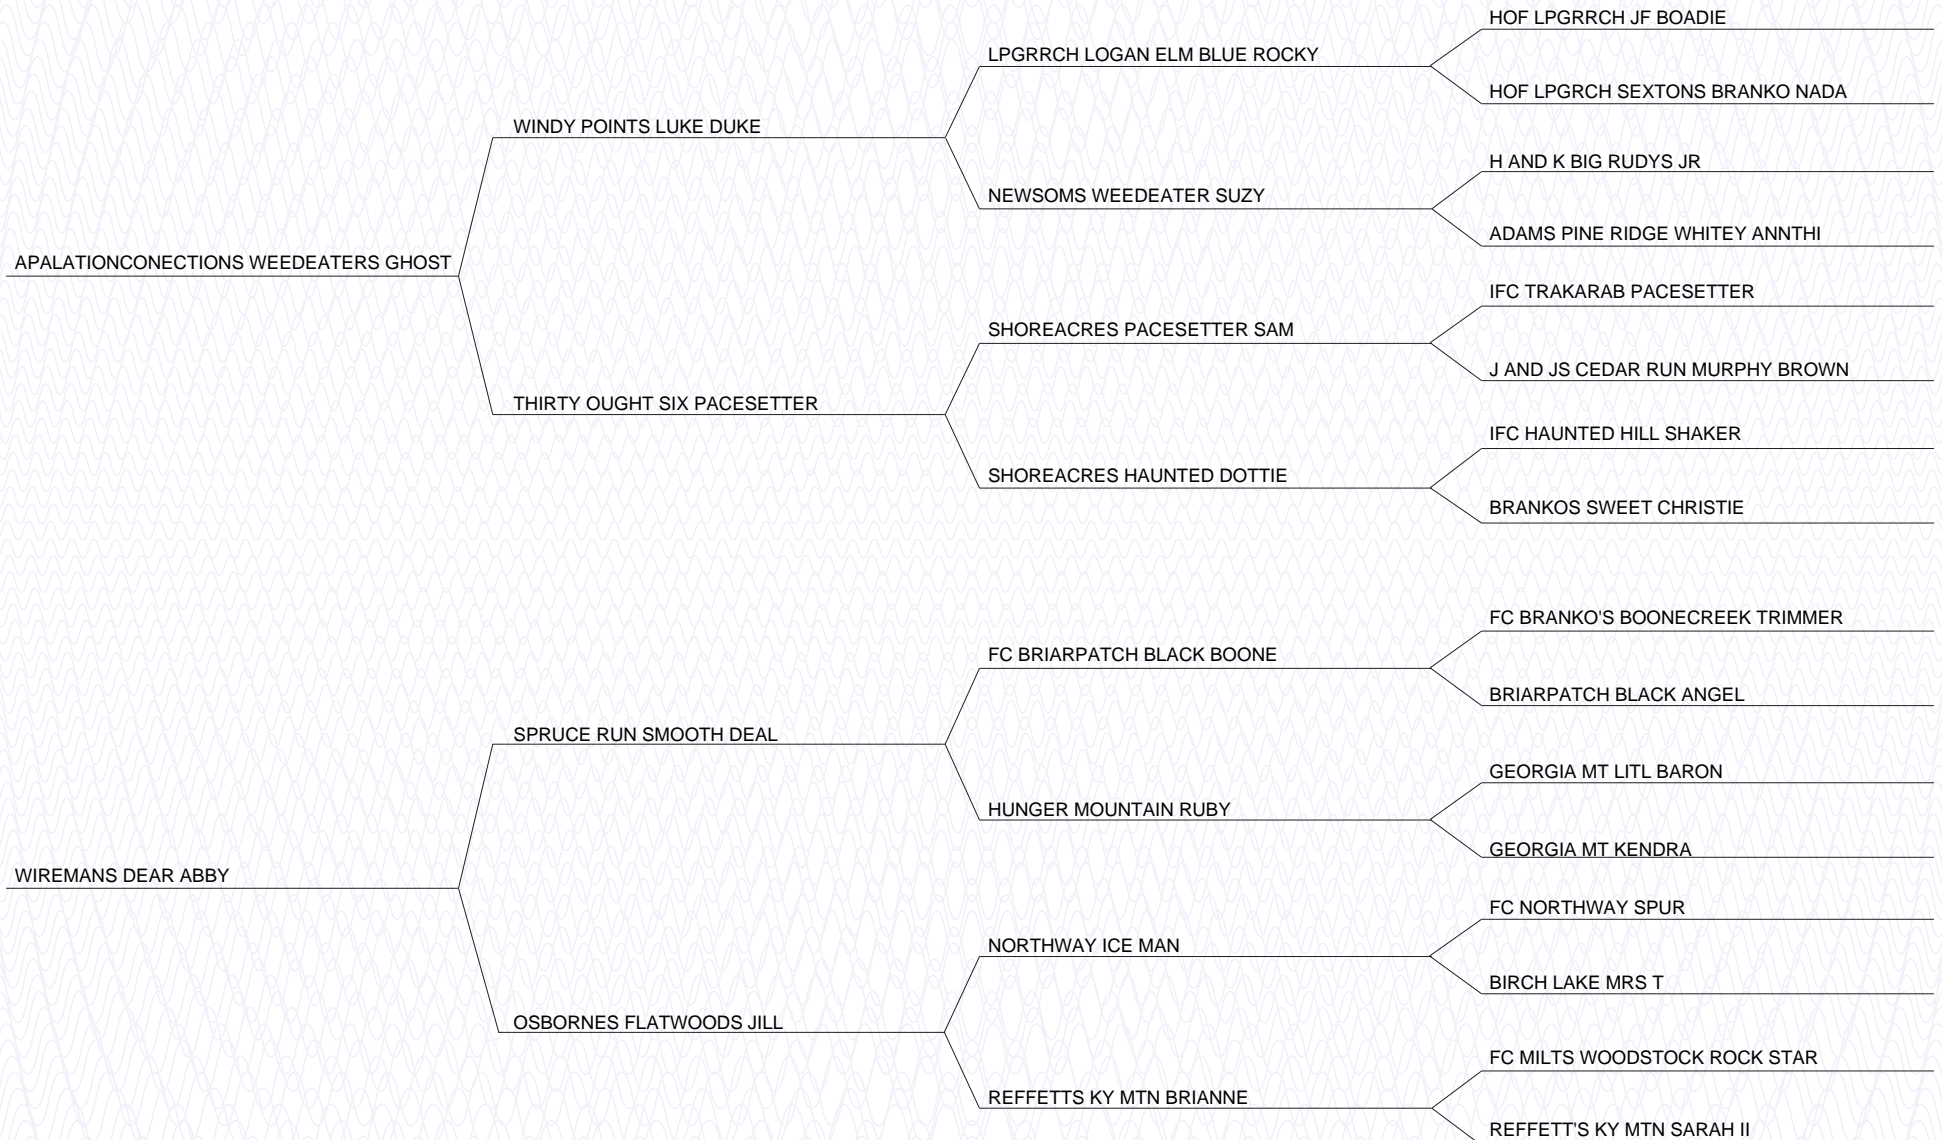 HOF LPGRRCH JF BOADIE
LPGRRCH LOGAN ELM BLUE ROCKY
HOF LPGRCH SEXTONS BRANKO NADA
WINDY POINTS LUKE DUKE
H AND K BIG RUDYS JR
NEWSOMS WEEDEATER SUZY
ADAMS PINE RIDGE WHITEY ANNTHI
APALATIONCONECTIONS WEEDEATERS GHOST
IFC TRAKARAB PACESETTER
SHOREACRES PACESETTER SAM
J AND JS CEDAR RUN MURPHY BROWN
THIRTY OUGHT SIX PACESETTER
IFC HAUNTED HILL SHAKER
SHOREACRES HAUNTED DOTTIE
BRANKOS SWEET CHRISTIE
FC BRANKO'S BOONECREEK TRIMMER
FC BRIARPATCH BLACK BOONE
BRIARPATCH BLACK ANGEL
SPRUCE RUN SMOOTH DEAL
GEORGIA MT LITL BARON
HUNGER MOUNTAIN RUBY
GEORGIA MT KENDRA
WIREMANS DEAR ABBY
FC NORTHWAY SPUR
NORTHWAY ICE MAN
BIRCH LAKE MRS T
OSBORNES FLATWOODS JILL
FC MILTS WOODSTOCK ROCK STAR
REFFETTS KY MTN BRIANNE
REFFETT'S KY MTN SARAH II